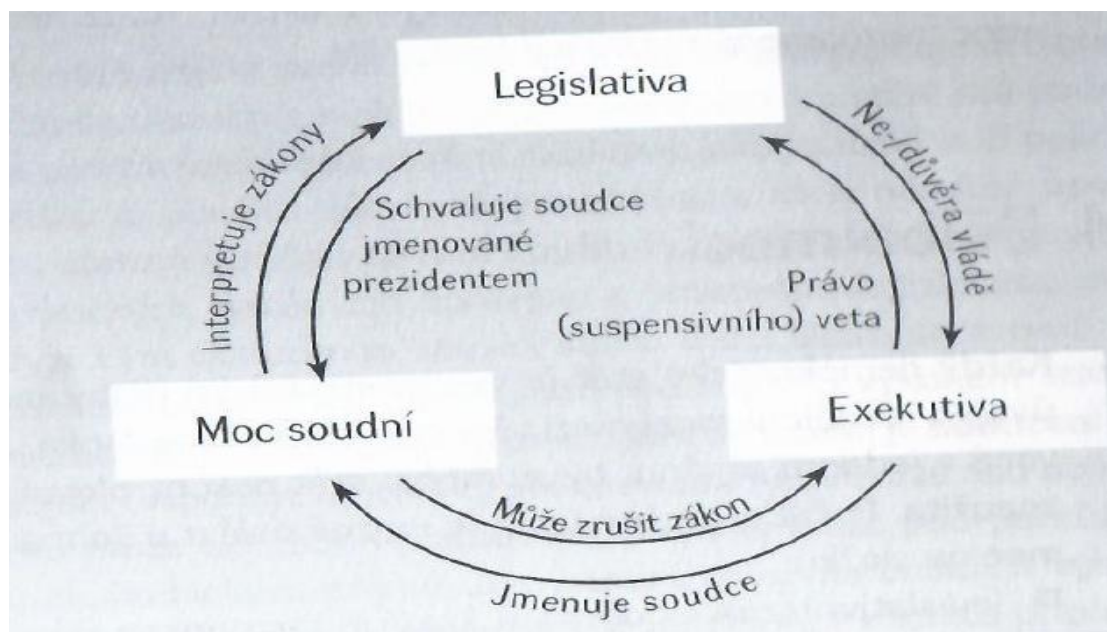 Legislativa
Interpretuje zákony
Schvaluje soudce
jmenované
prezidentem
Ne-/důvěra vládě
Právo
(suspensivního) veta
Moc soudní
Exekutiva
Může zrušit zákon
Jmenuje soudce